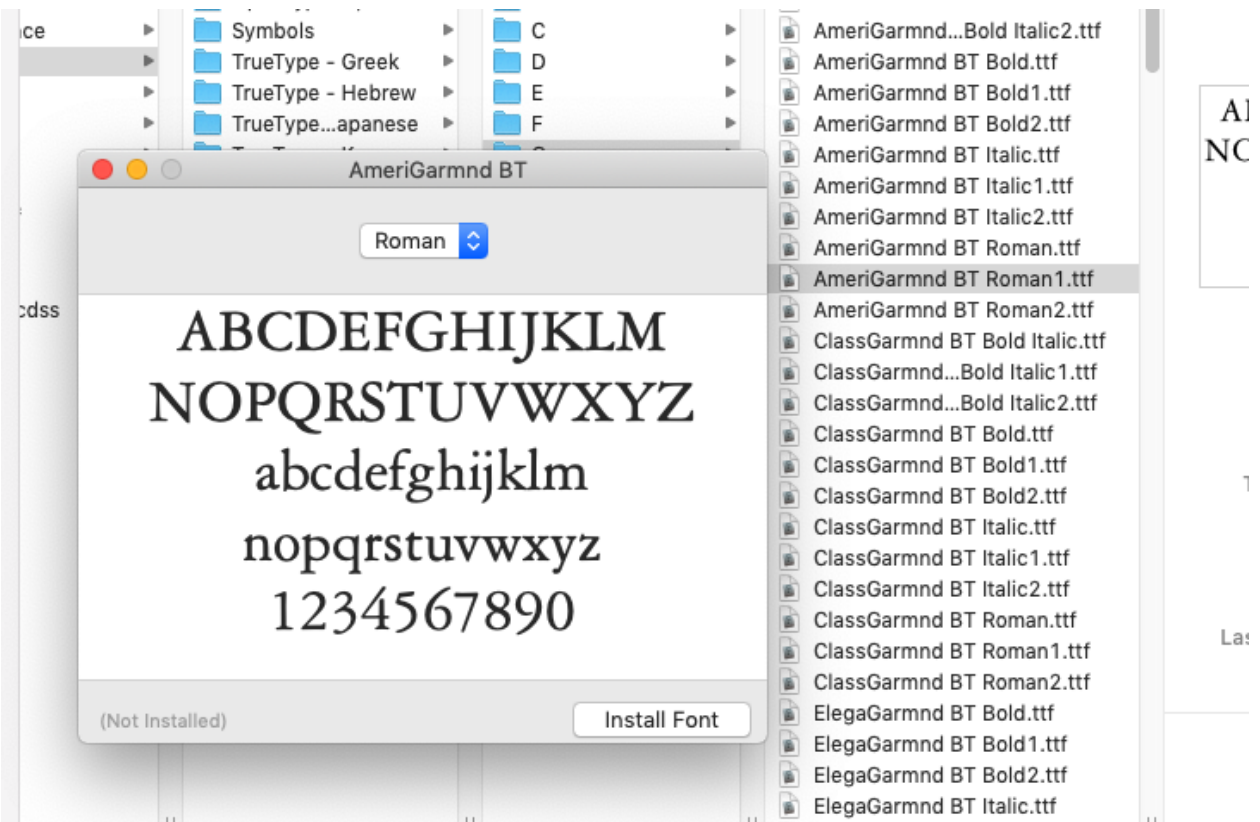 ace
cdss
Symbols
TrueType - Greek
TrueType - Hebrew
TrueType...apanese
C
D
E
F
AmeriGarmnd...Bold Italic2.ttf
AmeriGarmnd BT Bold.ttf
AmeriGarmnd BT Bold1.ttf
AmeriGarmnd BT Bold2.ttf
AmeriGarmnd BT Italic.ttf
AmeriGarmnd BT Italic1.ttf
AmeriGarmnd BT Italic2.ttf
AmeriGarmnd BT Roman.ttf
AmeriGarmnd BT Roman1.ttf
AmeriGarmnd BT Roman2.ttf
ClassGarmnd BT Bold Italic.ttf
ClassGarmnd...Bold Italic1.ttf
ClassGarmnd...Bold Italic2.ttf
ClassGarmnd BT Bold.ttf
ClassGarmnd BT Bold1.ttf
ClassGarmnd BT Bold2.ttf
ClassGarmnd BT Italic.ttf
ClassGarmnd BT Italic1.ttf
ClassGarmnd BT Italic2.ttf
ClassGarmnd BT Roman.ttf
ClassGarmnd BT Roman1.ttf
ClassGarmnd BT Roman2.ttf
ElegaGarmnd BT Bold.ttf
ElegaGarmnd BT Bold1.ttf
ElegaGarmnd BT Bold2.ttf
ElegaGarmnd BT Italic.ttf
NO
Las
AmeriGarmnd BT
Roman
ABCDEFGHIJKLM
NOPQRSTUVWXYZ
abcdefghijklm
nopqrstuvwxyz
1234567890
(Not Installed)
Install Font